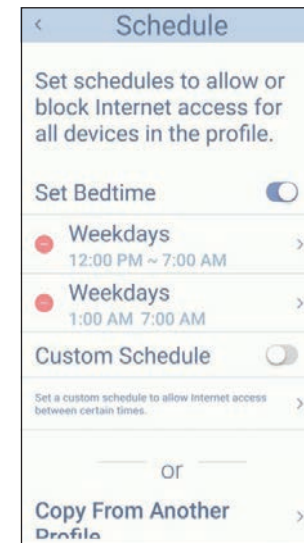 Schedule
Set schedules to allow or
block Internet access for
all devices in the profile.
Set Bedtime
Weekdays
12:00 PM ~ 7:00 AM
Weekdays
1:00 AM 7:00 AM
Custom Schedule
Set a custom schedule to allow Internet access
between certain times.
or
Copy From Another
Profile